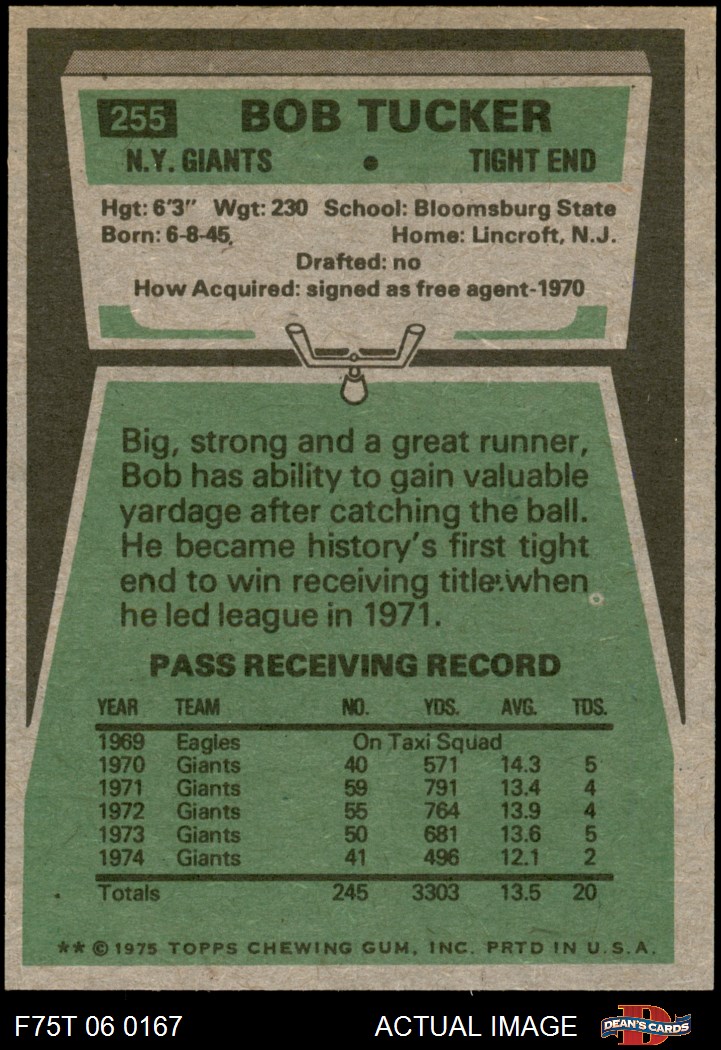 255 BOB TUCKER
N.Y. GIANTS • TIGHT END
Hgt: 6'3" Wgt: 230 School: Bloomsburg State
Born: 6-8-45 Home: Lincroft, N.J.
Drafted: no
How Acquired: signed as free agent-1970
Big, strong and a great runner,
Bob has ability to gain valuable
yardage after catching the ball.
He became history's first tight
end to win receiving title when
he led league in 1971.
PASS RECEIVING RECORD
YEAR TEAM NO. YDS. AVG. TDS.
1969 Eagles On Taxi Squad
1970 Giants 40 571 14.3 5
1971 Giants 59 791 13.4 4
1972 Giants 55 764 13.9 4
1973 Giants 50 681 13.6 5
1974 Giants 41 496 12.1 2
Totals 245 3303 13.5 20
** © 1975 TOPPS CHEWING GUM, INC. PRTD IN U.S.A.
F75T 06 0167 ACTUAL IMAGE D DEAN'S CARDS